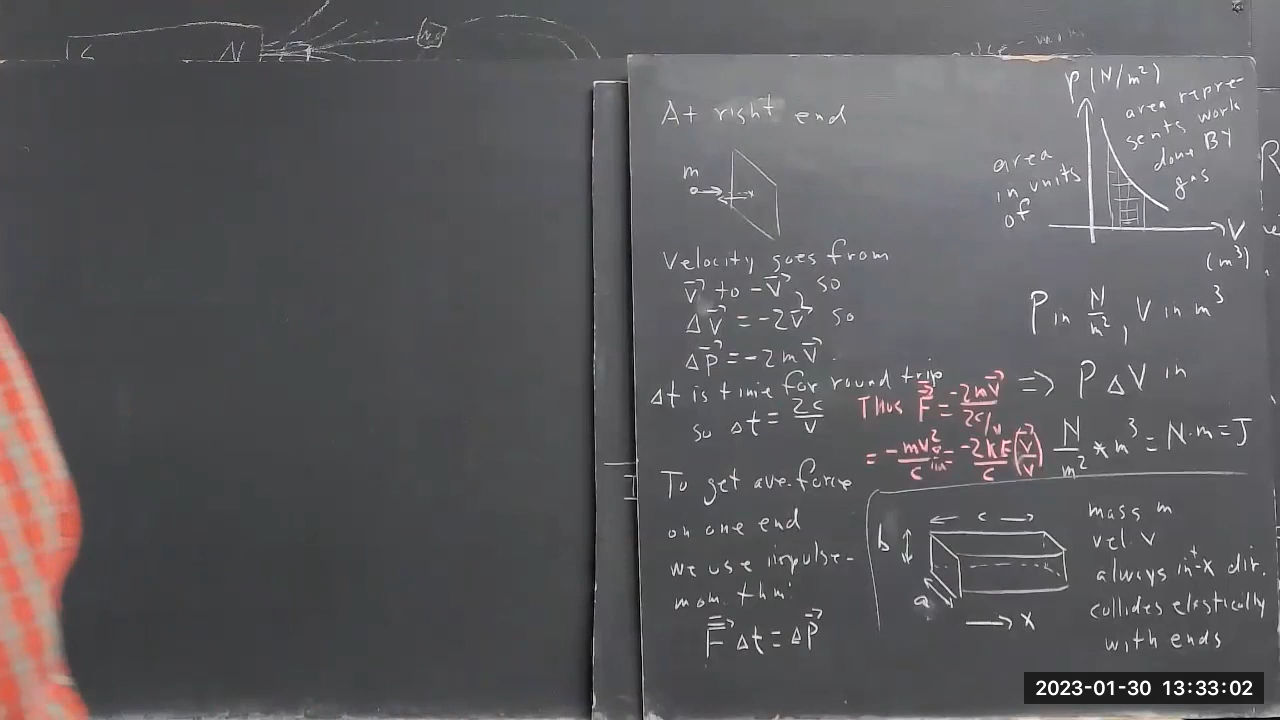 At right end
m
Velocity goes from
v⃗ to -v⃗, so
Δv⃗ = -2v⃗ so
Δp⃗ = -2mv⃗
Δt is time for round trip
so Δt = 2c/v
To get ave. force
on one end
we use impulse-
mom. thm:
F̿⃗ Δt = Δp⃗
Thus F̿⃗ = -2mv⃗ / 2c/v
P (N/m²)
area repre-
sents work
done BY
gas
area
in units
of
V
(m³)
P in N/m², V in m³
⇒ P ΔV in
N/m² * m³ = N·m = J
c
b
a
→ x
mass m
vel. v
always in ± x dir.
collides elastically
with ends
2023-01-30 13:33:02